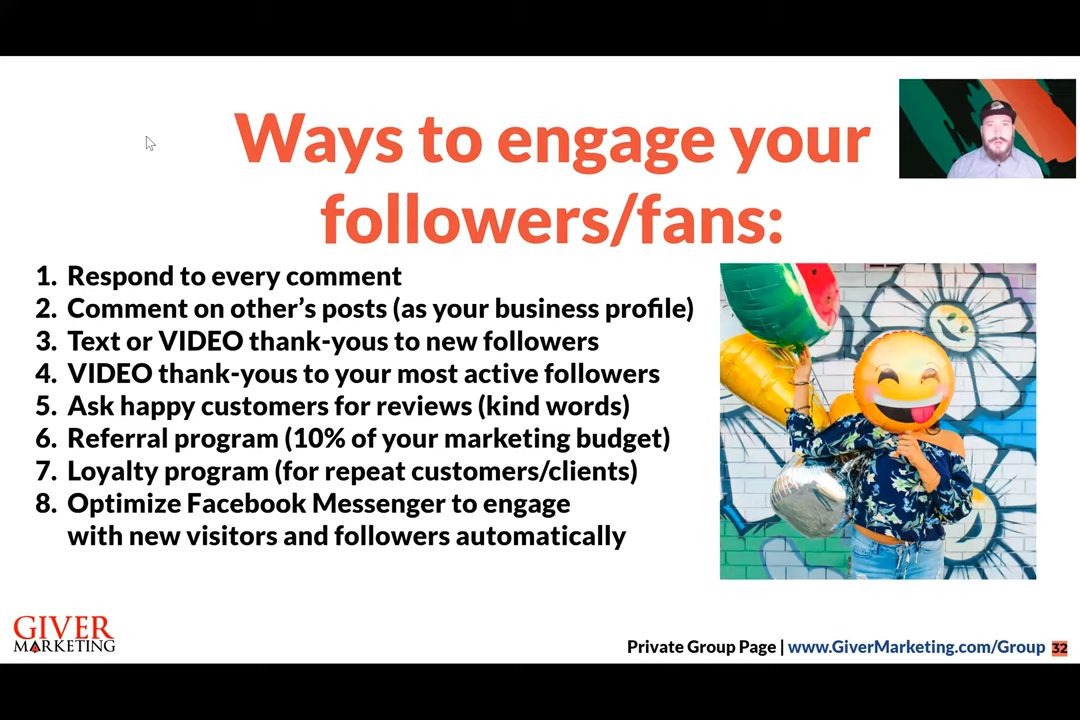 Ways to engage your
followers/fans:
1. Respond to every comment
2. Comment on other’s posts (as your business profile)
3. Text or VIDEO thank-yous to new followers
4. VIDEO thank-yous to your most active followers
5. Ask happy customers for reviews (kind words)
6. Referral program (10% of your marketing budget)
7. Loyalty program (for repeat customers/clients)
8. Optimize Facebook Messenger to engage
with new visitors and followers automatically
GIVER
MARKETING
Private Group Page | www.GiverMarketing.com/Group 32